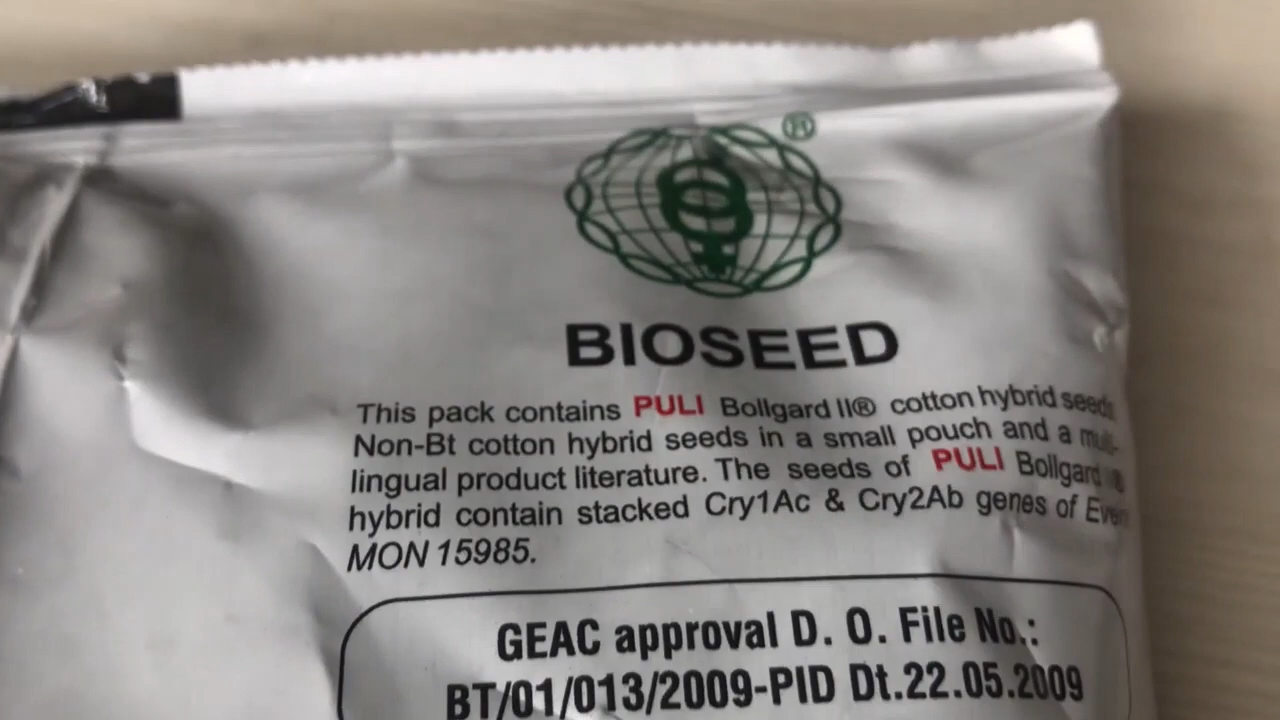 ®
BIOSEED
This pack contains PULI Bollgard II® cotton hybrid seeds
Non-Bt cotton hybrid seeds in a small pouch and a
lingual product literature. The seeds of PULI Bollgard ®
hybrid contain stacked Cry1Ac & Cry2Ab genes of
MON 15985.
GEAC approval D. O. File No.:
BT/01/013/2009-PID Dt.22.05.2009